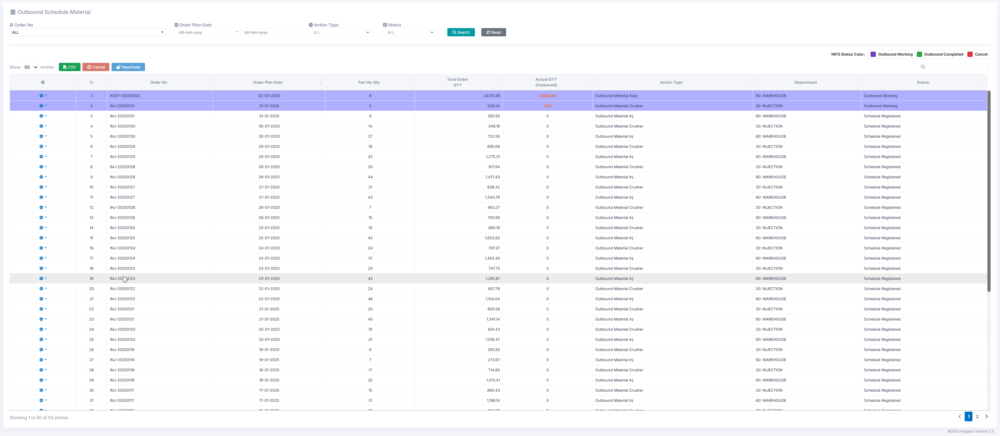 Outbound Schedule Material
Order No Order Plan Date Action Type Status
ALL dd-mm-yyyy ~ dd-mm-yyyy ALL ALL Search Reset
INFO Status Color: Outbound Working Outbound Completed Cancel
Show 50 entries CSV Cancel Reactivate
Order No Order Plan Date Part No Qty Total Order QTY Actual QTY (Outbound) Action Type Department Status
1 ASSY-20250302 02-03-2025 9 24,111.48 7,434.44 Outbound Material Assy 60: WAREHOUSE Outbound Working
2 INJ-20250131 31-01-2025 5 209.24 7.54 Outbound Material Crusher 20: INJECTION Outbound Working
3 INJ-20250131 31-01-2025 9 265.55 0 Outbound Material Inj 60: WAREHOUSE Schedule Registered
4 INJ-20250130 30-01-2025 14 549.18 0 Outbound Material Crusher 20: INJECTION Schedule Registered
5 INJ-20250130 30-01-2025 27 752.56 0 Outbound Material Inj 60: WAREHOUSE Schedule Registered
6 INJ-20250129 29-01-2025 18 690.08 0 Outbound Material Crusher 20: INJECTION Schedule Registered
7 INJ-20250129 29-01-2025 42 1,275.31 0 Outbound Material Inj 60: WAREHOUSE Schedule Registered
8 INJ-20250128 28-01-2025 20 817.94 0 Outbound Material Crusher 20: INJECTION Schedule Registered
9 INJ-20250128 28-01-2025 44 1,471.43 0 Outbound Material Inj 60: WAREHOUSE Schedule Registered
10 INJ-20250127 27-01-2025 21 838.42 0 Outbound Material Crusher 20: INJECTION Schedule Registered
11 INJ-20250127 27-01-2025 43 1,543.76 0 Outbound Material Inj 60: WAREHOUSE Schedule Registered
12 INJ-20250126 26-01-2025 7 463.27 0 Outbound Material Crusher 20: INJECTION Schedule Registered
13 INJ-20250126 26-01-2025 15 700.56 0 Outbound Material Inj 60: WAREHOUSE Schedule Registered
14 INJ-20250125 25-01-2025 19 890.19 0 Outbound Material Crusher 20: INJECTION Schedule Registered
15 INJ-20250125 25-01-2025 45 1,633.83 0 Outbound Material Inj 60: WAREHOUSE Schedule Registered
16 INJ-20250124 24-01-2025 24 797.37 0 Outbound Material Crusher 20: INJECTION Schedule Registered
17 INJ-20250124 24-01-2025 51 1,453.45 0 Outbound Material Inj 60: WAREHOUSE Schedule Registered
18 INJ-20250123 23-01-2025 24 747.75 0 Outbound Material Crusher 20: INJECTION Schedule Registered
19 INJ-20250123 23-01-2025 43 1,281.87 0 Outbound Material Inj 60: WAREHOUSE Schedule Registered
20 INJ-20250122 22-01-2025 24 607.78 0 Outbound Material Crusher 20: INJECTION Schedule Registered
21 INJ-20250122 22-01-2025 46 1,104.04 0 Outbound Material Inj 60: WAREHOUSE Schedule Registered
22 INJ-20250121 21-01-2025 20 805.58 0 Outbound Material Crusher 20: INJECTION Schedule Registered
23 INJ-20250121 21-01-2025 45 1,341.14 0 Outbound Material Inj 60: WAREHOUSE Schedule Registered
24 INJ-20250120 20-01-2025 19 601.43 0 Outbound Material Crusher 20: INJECTION Schedule Registered
25 INJ-20250120 20-01-2025 41 1,016.47 0 Outbound Material Inj 60: WAREHOUSE Schedule Registered
26 INJ-20250119 19-01-2025 6 255.50 0 Outbound Material Crusher 20: INJECTION Schedule Registered
27 INJ-20250119 19-01-2025 7 273.67 0 Outbound Material Inj 60: WAREHOUSE Schedule Registered
28 INJ-20250118 18-01-2025 17 714.80 0 Outbound Material Crusher 20: INJECTION Schedule Registered
29 INJ-20250118 18-01-2025 32 1,013.41 0 Outbound Material Inj 60: WAREHOUSE Schedule Registered
30 INJ-20250117 17-01-2025 15 860.43 0 Outbound Material Crusher 20: INJECTION Schedule Registered
31 INJ-20250117 17-01-2025 31 1,198.14 0 Outbound Material Inj 60: WAREHOUSE Schedule Registered
Showing 1 to 50 of 53 entries 1 2
©2025 Pegasus Version 2.0